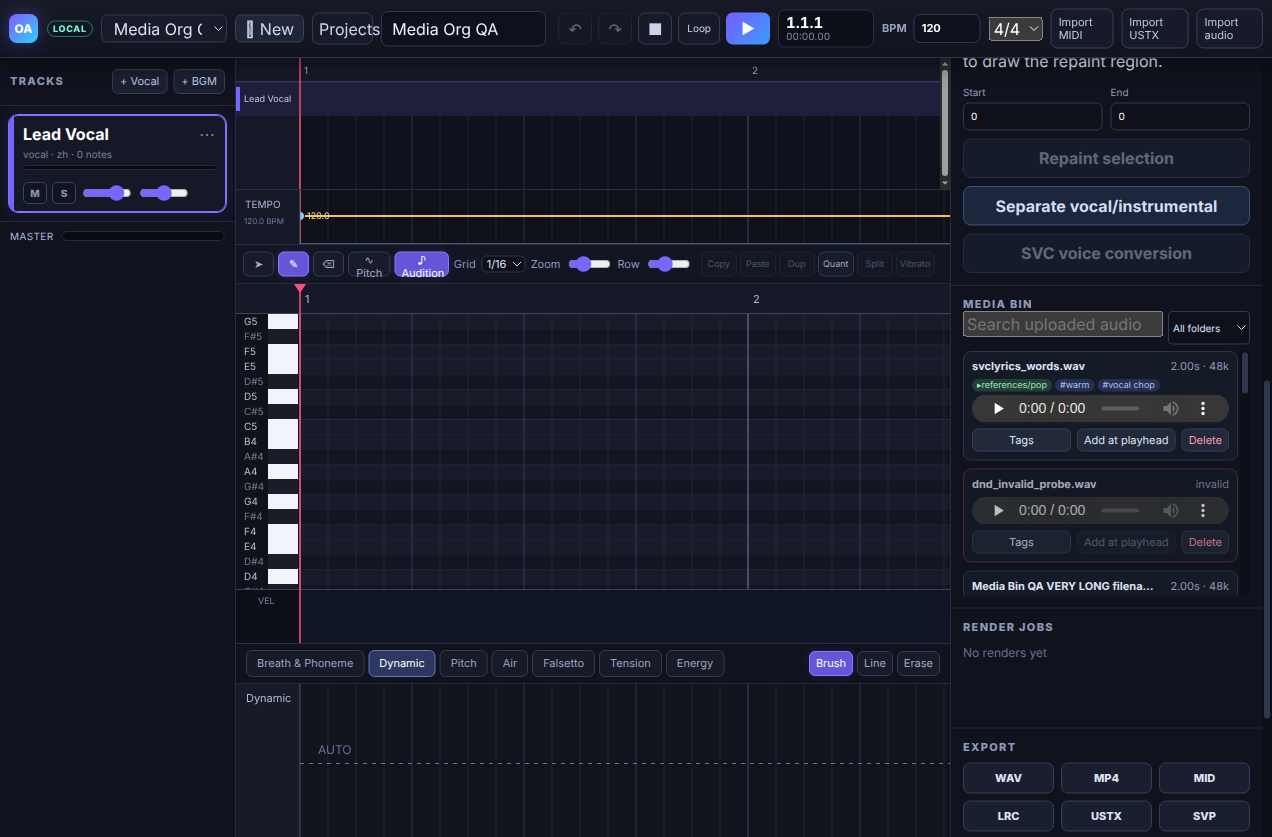 OA LOCAL Media Org New Projects Media Org QA ↶ ↷ Loop 1.1.1 BPM 120 4/4 Import MIDI Import USTX Import audio
00:00.00
TRACKS + Vocal + BGM
Lead Vocal ...
vocal · zh · 0 notes
M S
MASTER
1 2
Lead Vocal
TEMPO
120.0 BPM
120.0
Pitch Audition Grid 1/16 Zoom Row Copy Paste Dup Quant Split Vibrato
1 2
G5
F#5
F5
E5
D#5
D5
C#5
C5
B4
A#4
A4
G#4
G4
F#4
F4
E4
D#4
D4
VEL
Breath & Phoneme Dynamic Pitch Air Falsetto Tension Energy Brush Line Erase
Dynamic
AUTO
to draw the repaint region.
Start End
0 0
Repaint selection
Separate vocal/instrumental
SVC voice conversion
MEDIA BIN
Search uploaded audio All folders
svclyrics_words.wav 2.00s · 48k
▸references/pop #warm #vocal chop
0:00 / 0:00
Tags Add at playhead Delete
dnd_invalid_probe.wav invalid
0:00 / 0:00
Tags Add at playhead Delete
Media Bin QA VERY LONG filena... 2.00s · 48k
RENDER JOBS
No renders yet
EXPORT
WAV MP4 MID
LRC USTX SVP